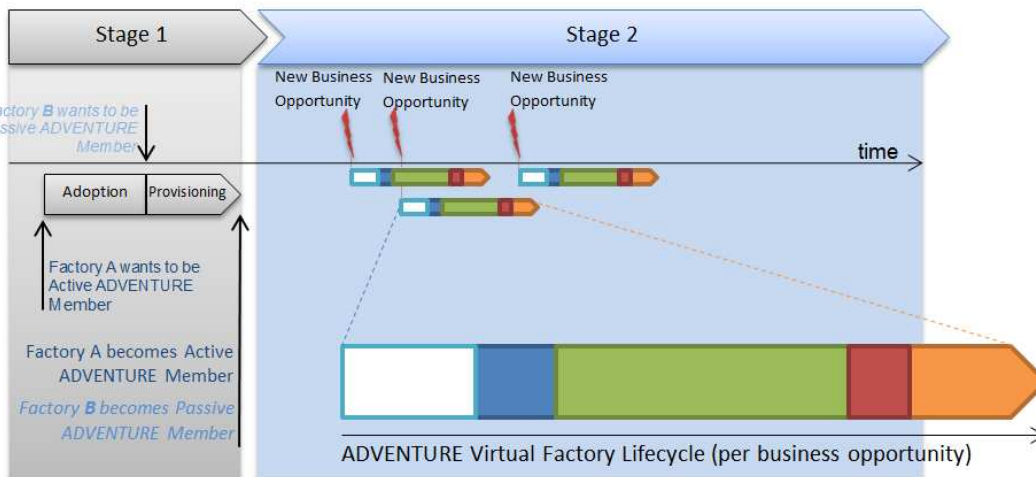 Stage 1
Stage 2
New Business
Opportunity
New Business
Opportunity
New Business
Opportunity
actory B wants to be
ssive ADVENTURE
Member
time
Adoption
Provisioning
Factory A wants to be
Active ADVENTURE
Member
Factory A becomes Active
ADVENTURE Member
Factory B becomes Passive
ADVENTURE Member
ADVENTURE Virtual Factory Lifecycle (per business opportunity)